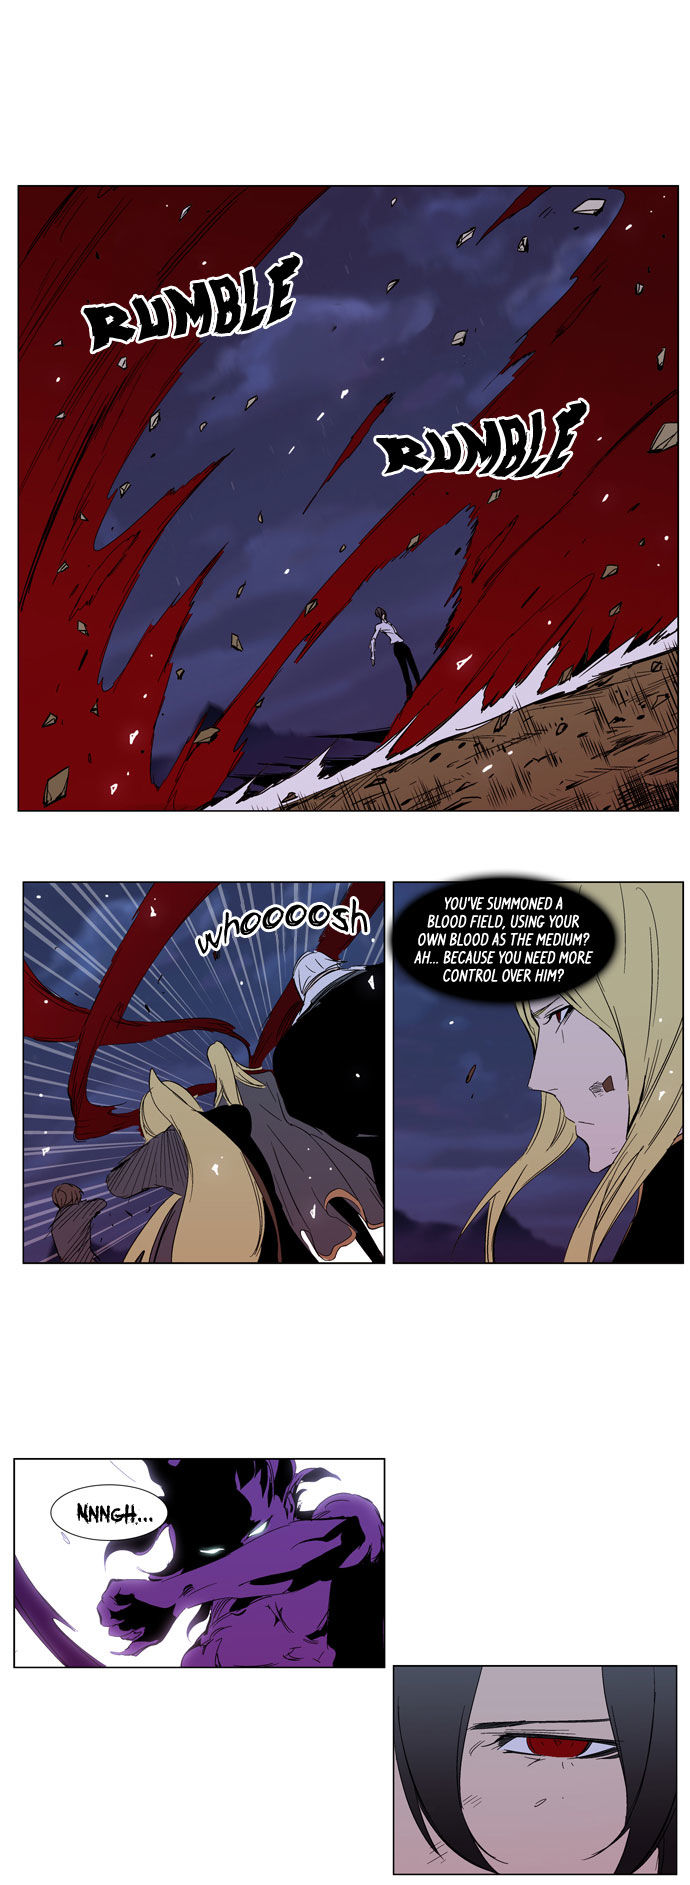 RUMBLE
RUMBLE
WHOOOOSH
YOU'VE SUMMONED A
BLOOD FIELD, USING YOUR
OWN BLOOD AS THE MEDIUM?
AH... BECAUSE YOU NEED MORE
CONTROL OVER HIM?
NNNGH...